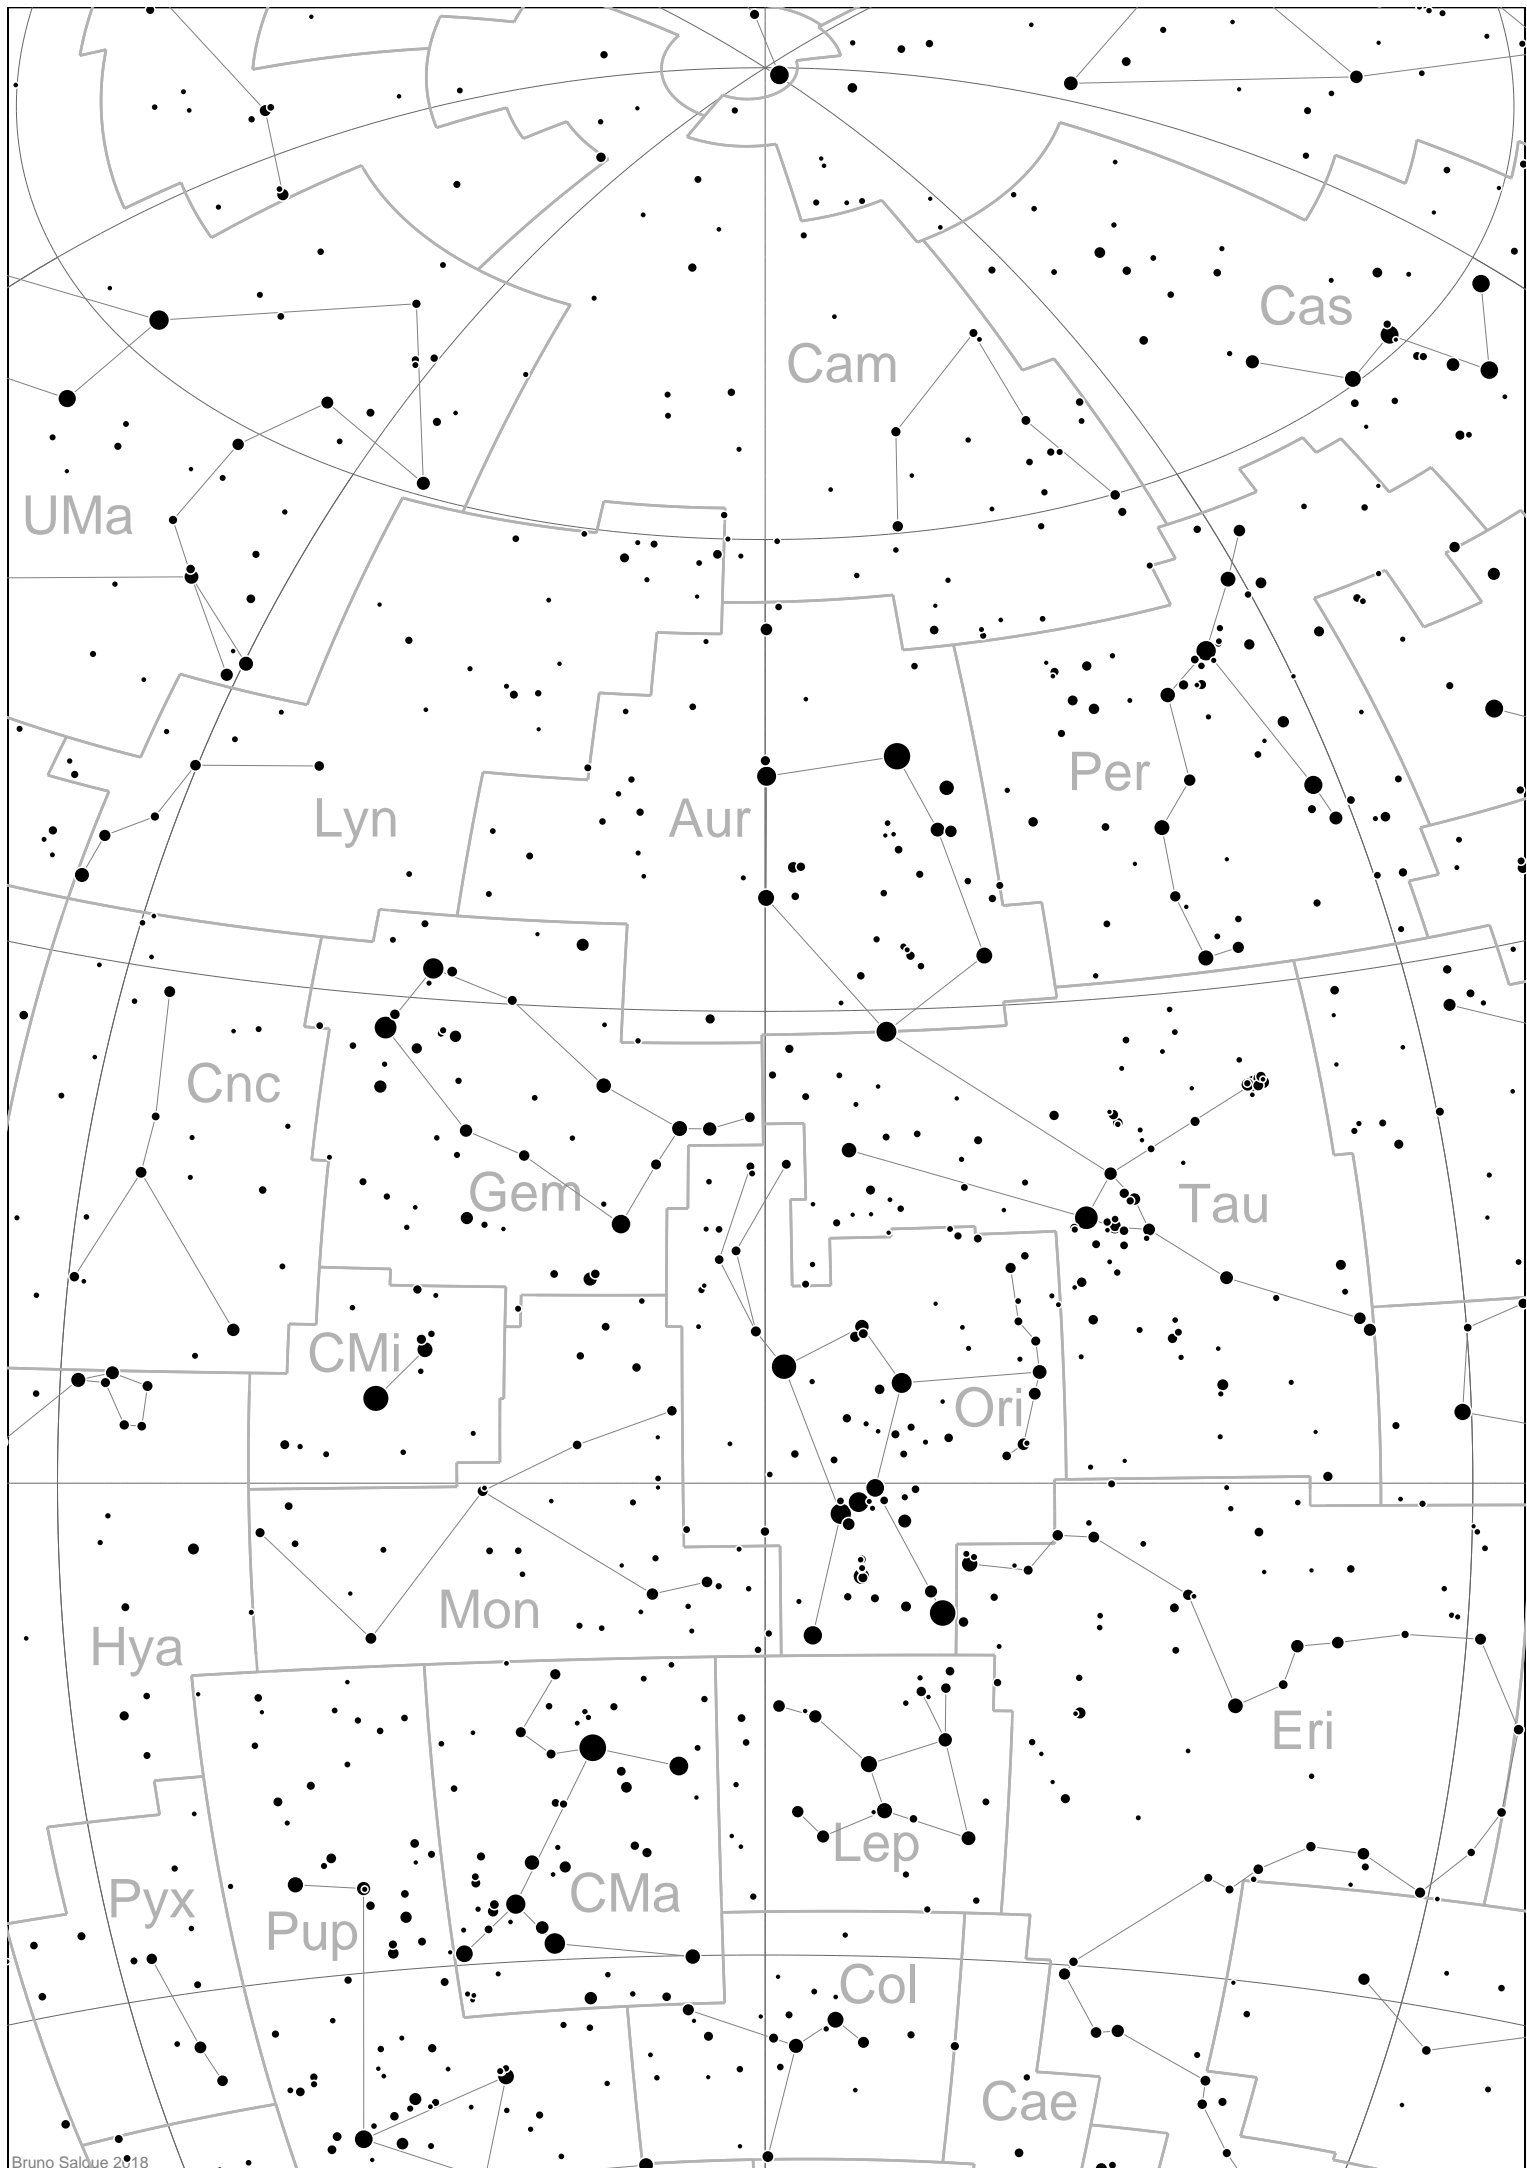 Cas
Cam
UMa
Per
Lyn
Aur
Cnc
Gem
Tau
CMi
Ori
Mon
Hya
Eri
Lep
CMa
Pyx
Pup
Col
Cae
Bruno Salque 2018